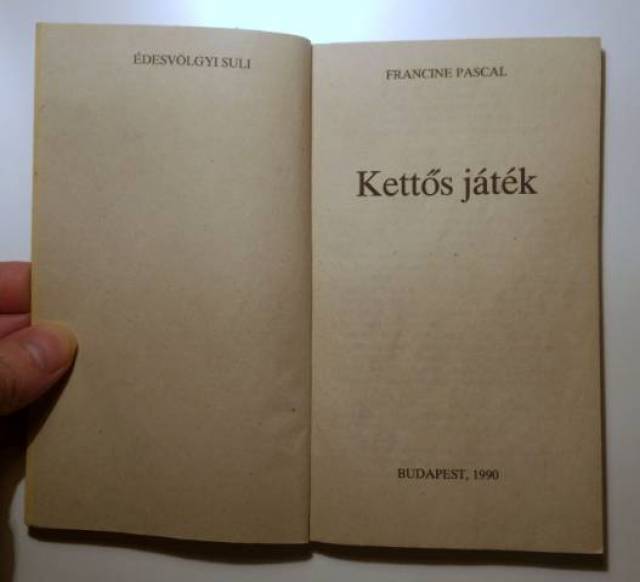 ÉDESVÖLGYI SULI
FRANCINE PASCAL
Kettős játék
BUDAPEST, 1990